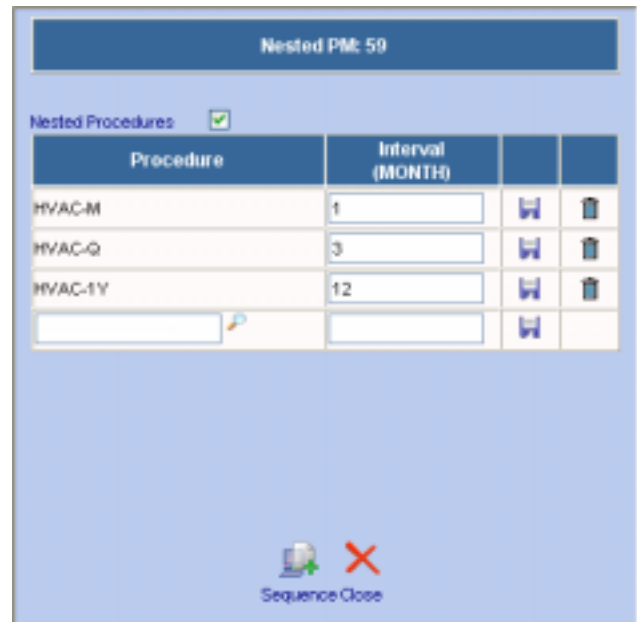 Nested PM: 59
Nested Procedures
Procedure Interval (MONTH)
HVAC-M 1
HVAC-Q 3
HVAC-1Y 12
Sequence Close